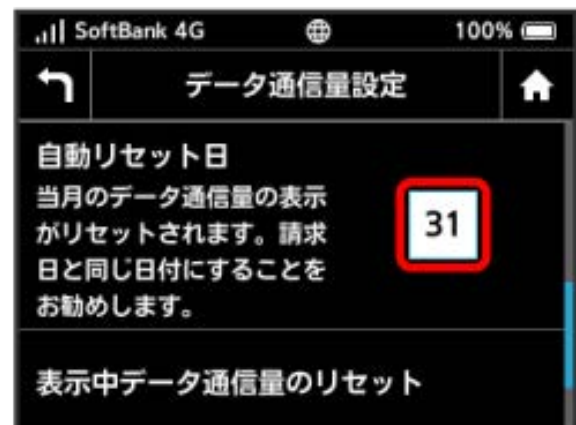 SoftBank 4G 100%
データ通信量設定
自動リセット日
当月のデータ通信量の表示
がリセットされます。請求
日と同じ日付にすることを
お勧めします。
31
表示中データ通信量のリセット